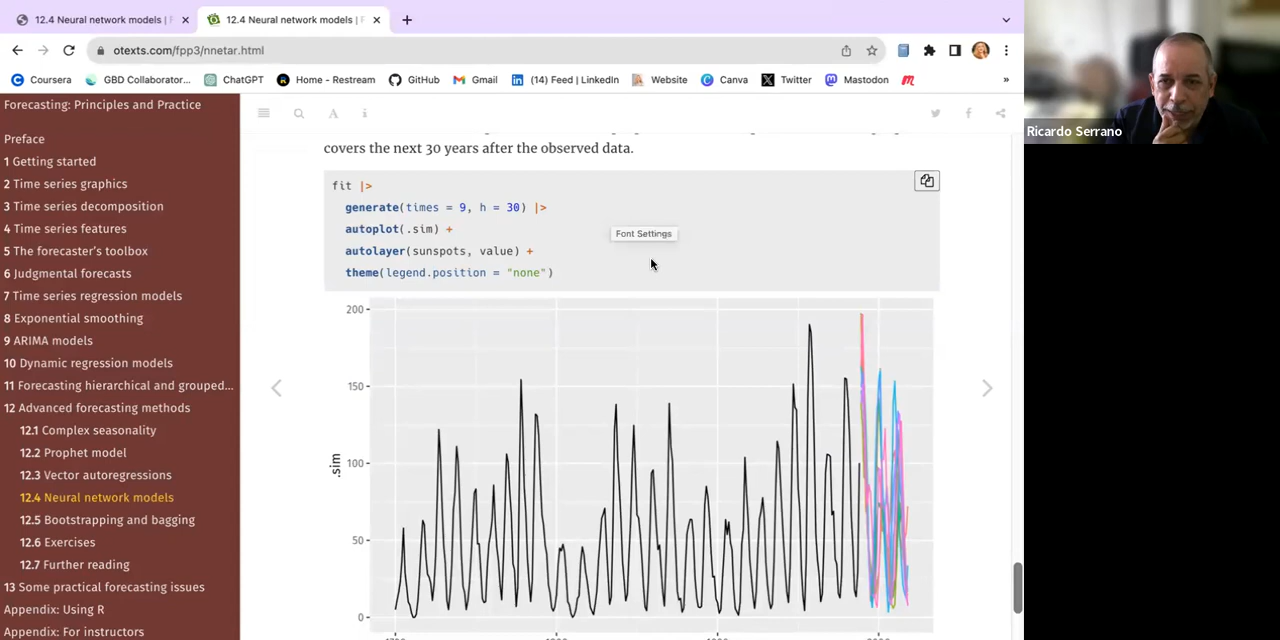 12.4 Neural network models | F
12.4 Neural network models | F
otexts.com/fpp3/nnetar.html
Coursera
GBD Collaborator...
ChatGPT
Home - Restream
GitHub
Gmail
(14) Feed | LinkedIn
Website
Canva
Twitter
Mastodon
»
Forecasting: Principles and Practice
Preface
1 Getting started
2 Time series graphics
3 Time series decomposition
4 Time series features
5 The forecaster's toolbox
6 Judgmental forecasts
7 Time series regression models
8 Exponential smoothing
9 ARIMA models
10 Dynamic regression models
11 Forecasting hierarchical and grouped...
12 Advanced forecasting methods
12.1 Complex seasonality
12.2 Prophet model
12.3 Vector autoregressions
12.4 Neural network models
12.5 Bootstrapping and bagging
12.6 Exercises
12.7 Further reading
13 Some practical forecasting issues
Appendix: Using R
Appendix: For instructors
A
i
covers the next 30 years after the observed data.
fit |>
generate(times = 9, h = 30) |>
autoplot(.sim) +
autolayer(sunspots, value) +
theme(legend.position = "none")
Font Settings
200
150
100
50
0
.sim
Ricardo Serrano